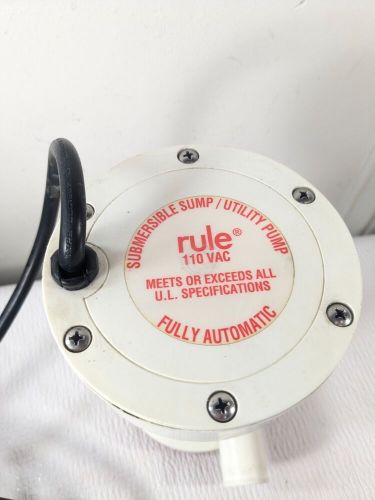 SUBMERSIBLE SUMP / UTILITY PUMP
rule®
110 VAC
MEETS OR EXCEEDS ALL
U.L. SPECIFICATIONS
FULLY AUTOMATIC